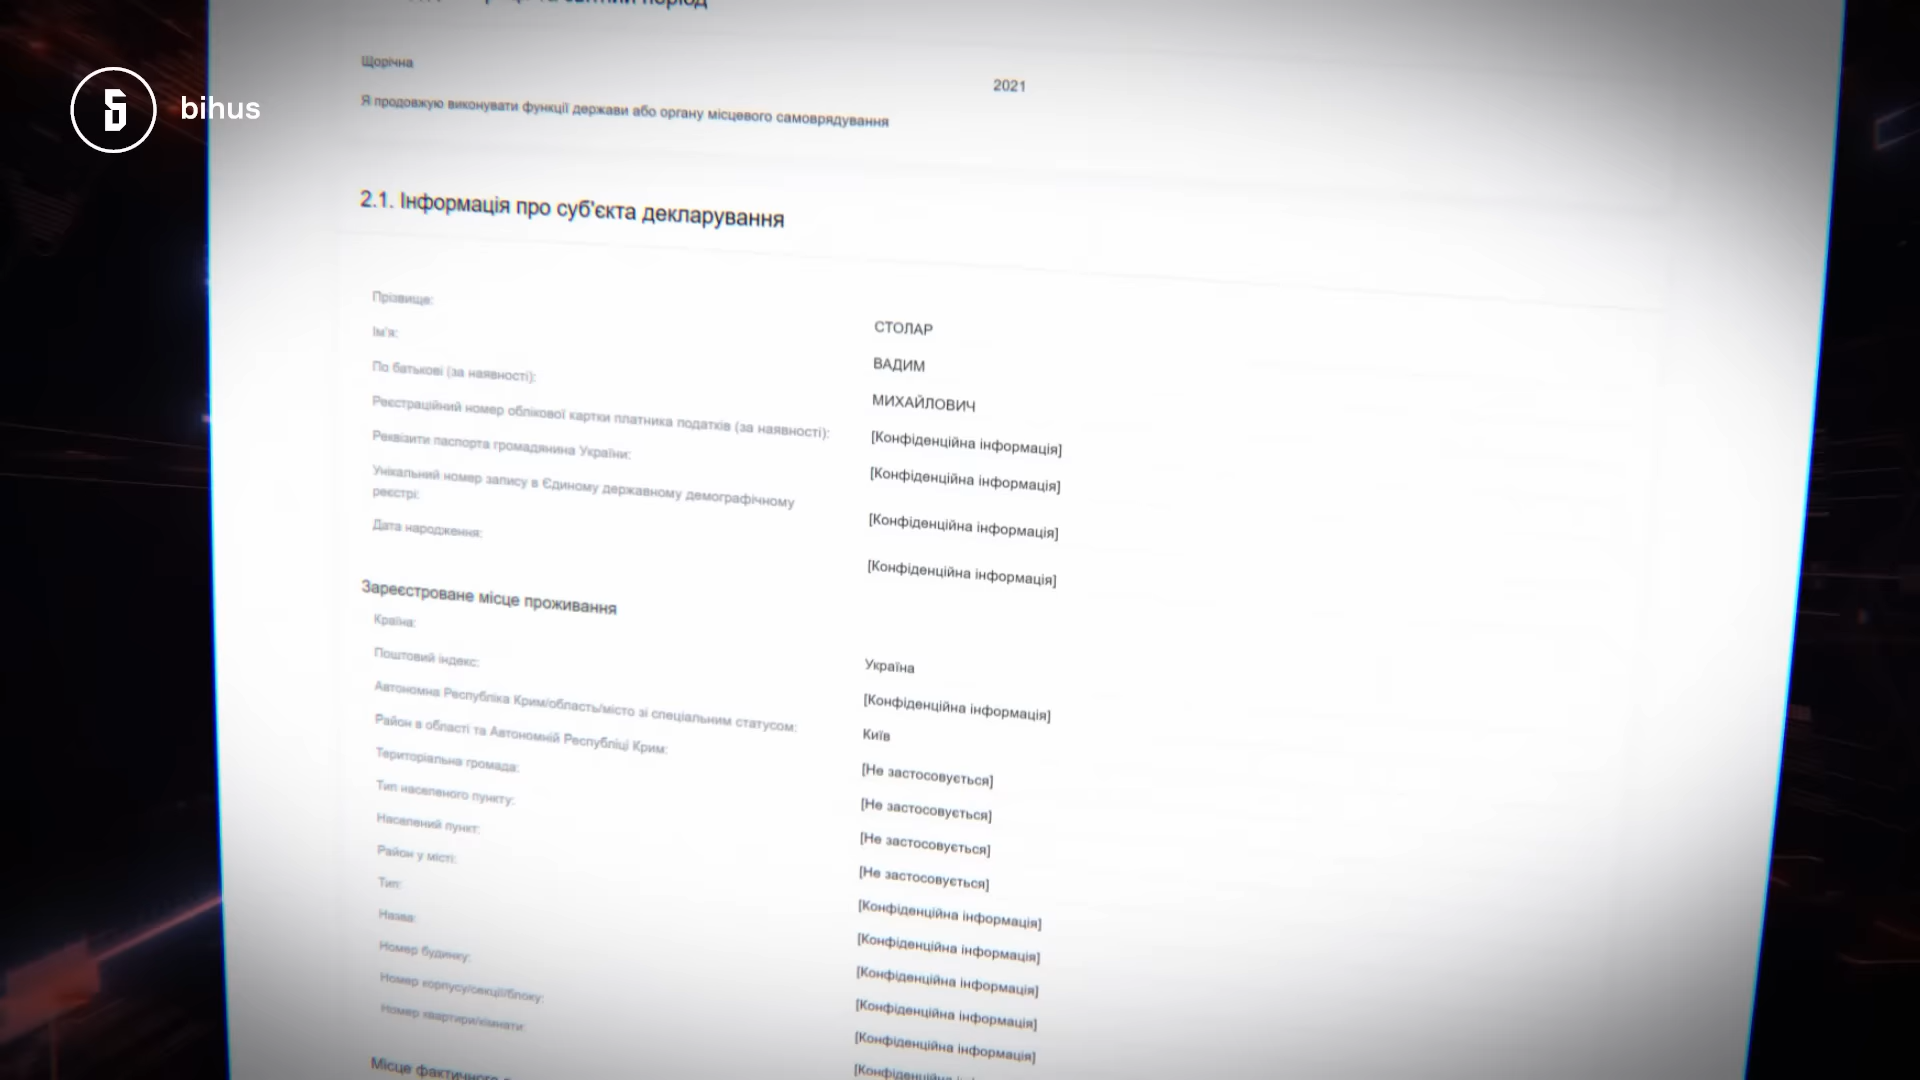 bihus
період
Щорічна
2021
Я продовжую виконувати функції держави або органу місцевого самоврядування
2.1. Інформація про суб'єкта декларування
Прізвище:
СТОЛАР
Ім'я:
ВАДИМ
По батькові (за наявності):
МИХАЙЛОВИЧ
Реєстраційний номер облікової картки платника податків (за наявності):
[Конфіденційна інформація]
Реквізити паспорта громадянина України:
[Конфіденційна інформація]
Унікальний номер запису в Єдиному державному демографічному
реєстрі:
[Конфіденційна інформація]
Дата народження:
[Конфіденційна інформація]
Зареєстроване місце проживання
Країна:
Україна
Поштовий індекс:
[Конфіденційна інформація]
Автономна Республіка Крим/область/місто зі спеціальним статусом:
Київ
Район в області та Автономній Республіці Крим:
[Не застосовується]
Територіальна громада:
[Не застосовується]
Тип населеного пункту:
[Не застосовується]
Населений пункт:
[Не застосовується]
Район у місті:
[Конфіденційна інформація]
Тип:
[Конфіденційна інформація]
Назва:
[Конфіденційна інформація]
Номер будинку:
[Конфіденційна інформація]
Номер корпусу/секції/блоку:
[Конфіденційна інформація]
Номер квартири/кімнати:
[Конфіденційна
Місце фактичного